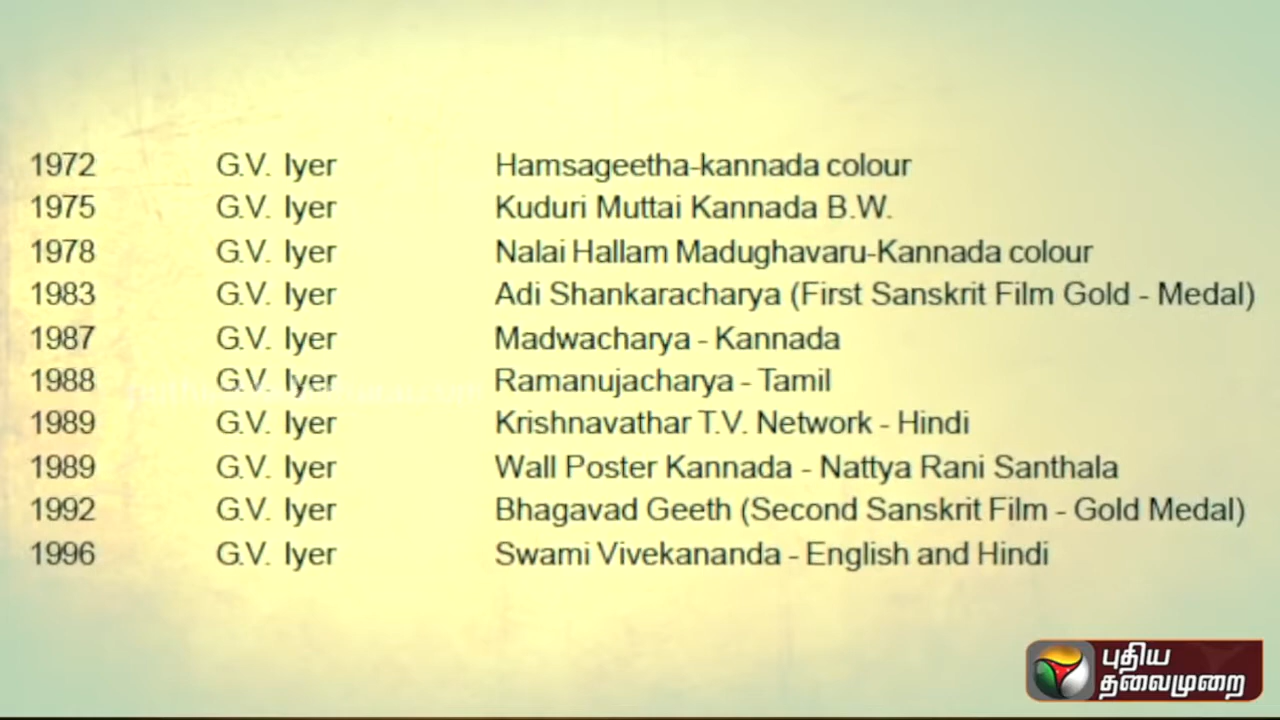 1972 G.V. Iyer Hamsageetha-kannada colour
1975 G.V. Iyer Kuduri Muttai Kannada B.W.
1978 G.V. Iyer Nalai Hallam Madughavaru-Kannada colour
1983 G.V. Iyer Adi Shankaracharya (First Sanskrit Film Gold - Medal)
1987 G.V. Iyer Madwacharya - Kannada
1988 G.V. Iyer Ramanujacharya - Tamil
1989 G.V. Iyer Krishnavathar T.V. Network - Hindi
1989 G.V. Iyer Wall Poster Kannada - Nattya Rani Santhala
1992 G.V. Iyer Bhagavad Geeth (Second Sanskrit Film - Gold Medal)
1996 G.V. Iyer Swami Vivekananda - English and Hindi
புதிய
தலைமுறை